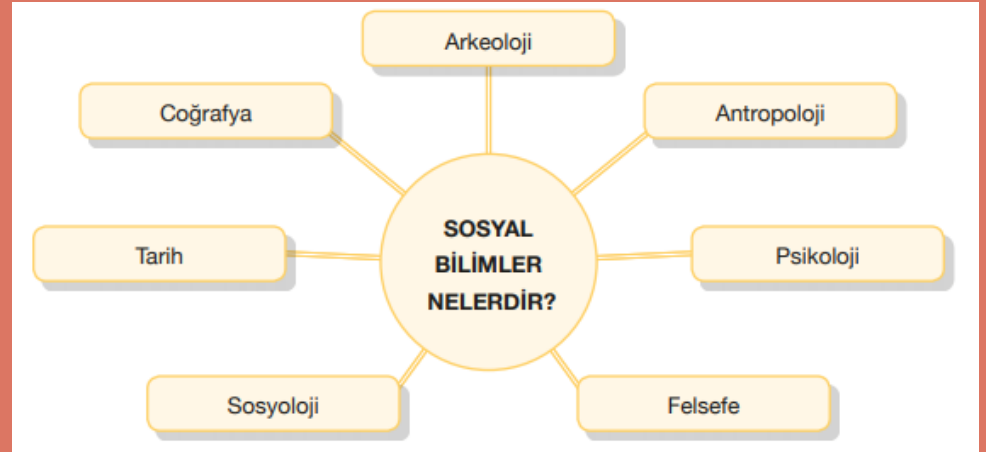 Arkeoloji
Coğrafya
Antropoloji
SOSYAL
BİLİMLER
NELERDİR?
Tarih
Psikoloji
Sosyoloji
Felsefe